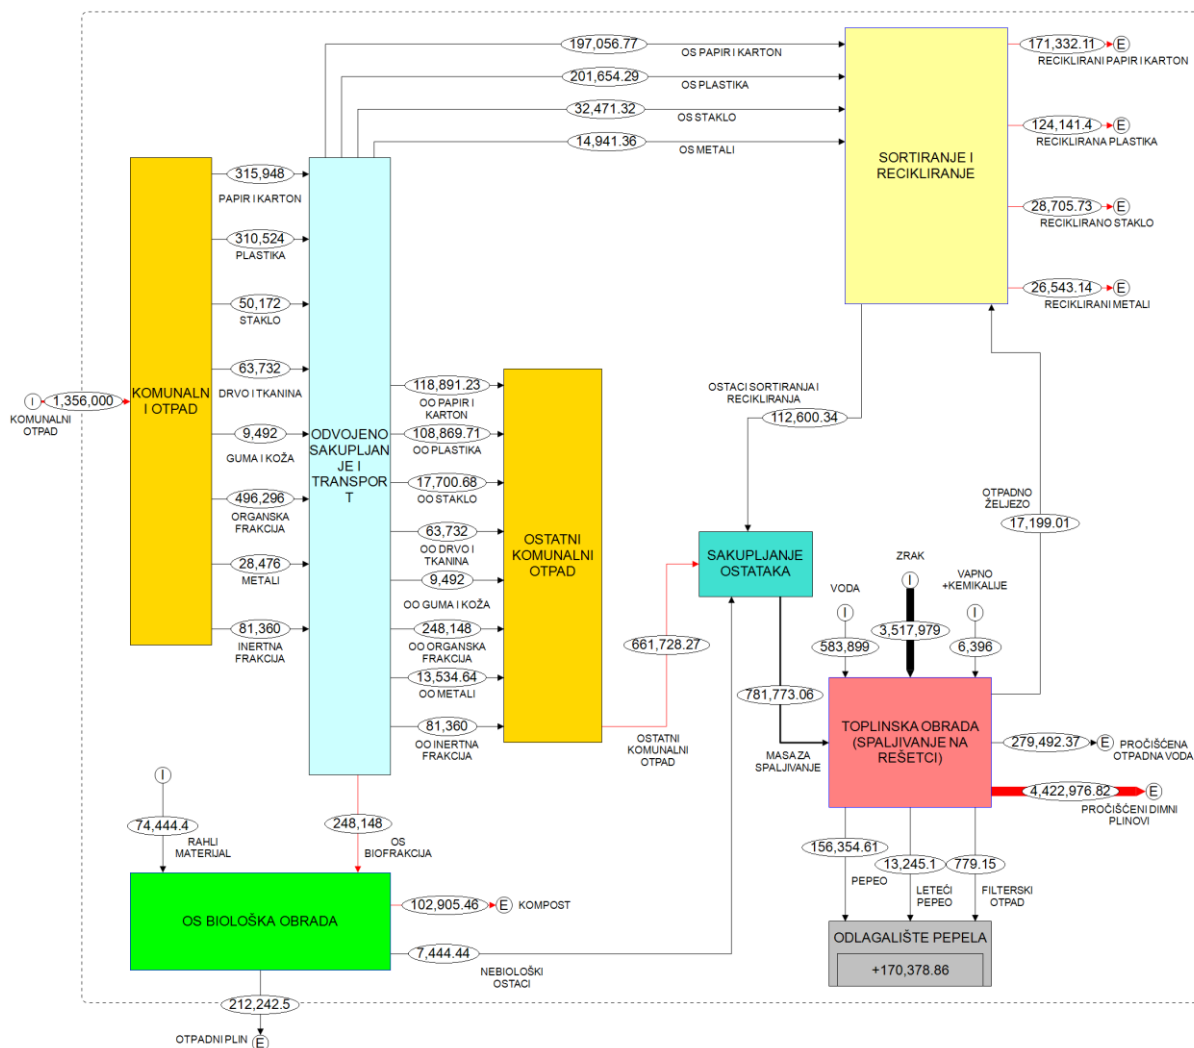 197,056.77
OS PAPIR I KARTON
201,654.29
OS PLASTIKA
32,471.32
OS STAKLO
14,941.36
OS METALI
SORTIRANJE I
RECIKLIRANJE
171,332.11
E
RECIKLIRANI PAPIR I KARTON
124,141.4
E
RECIKLIRANA PLASTIKA
28,705.73
E
RECIKLIRANO STAKLO
26,543.14
E
RECIKLIRANI METALI
I
1,356,000
KOMUNALNI
OTPAD
KOMUNALN
I OTPAD
315,948
PAPIR I KARTON
310,524
PLASTIKA
50,172
STAKLO
63,732
DRVO I TKANINA
9,492
GUMA I KOŽA
496,296
ORGANSKA
FRAKCIJA
28,476
METALI
81,360
INERTNA
FRAKCIJA
ODVOJENO
SAKUPLJAN
JE I
TRANSPOR
T
118,891.23
OO PAPIR I
KARTON
108,869.71
OO PLASTIKA
17,700.68
OO STAKLO
63,732
OO DRVO I
TKANINA
9,492
OO GUMA I KOŽA
248,148
OO ORGANSKA
FRAKCIJA
13,534.64
OO METALI
81,360
OO INERTNA
FRAKCIJA
OSTATNI
KOMUNALNI
OTPAD
661,728.27
OSTATNI
KOMUNALNI
OTPAD
OSTACI SORTIRANJA I
RECIKLIRANJA
112,600.34
SAKUPLJANJE
OSTATAKA
781,773.06
MASA ZA
SPALJIVANJE
OTPADNO
ŽELJEZO
17,199.01
VODA
I
583,899
ZRAK
I
3,517,979
VAPNO
+KEMIKALIJE
I
6,396
TOPLINSKA OBRADA
(SPALJIVANJE NA
REŠETCI)
279,492.37
E
PROČIŠĆENA
OTPADNA VODA
4,422,976.82
E
PROČIŠĆENI DIMNI
PLINOVI
156,354.61
PEPEO
13,245.1
LETEĆI
PEPEO
779.15
FILTERSKI
OTPAD
ODLAGALIŠTE PEPELA
+170,378.86
I
74,444.4
RAHLI
MATERIJAL
248,148
OS
BIOFRAKCIJA
OS BIOLOŠKA OBRADA
102,905.46
E
KOMPOST
7,444.44
NEBIOLOŠKI
OSTACI
212,242.5
OTPADNI PLIN
E